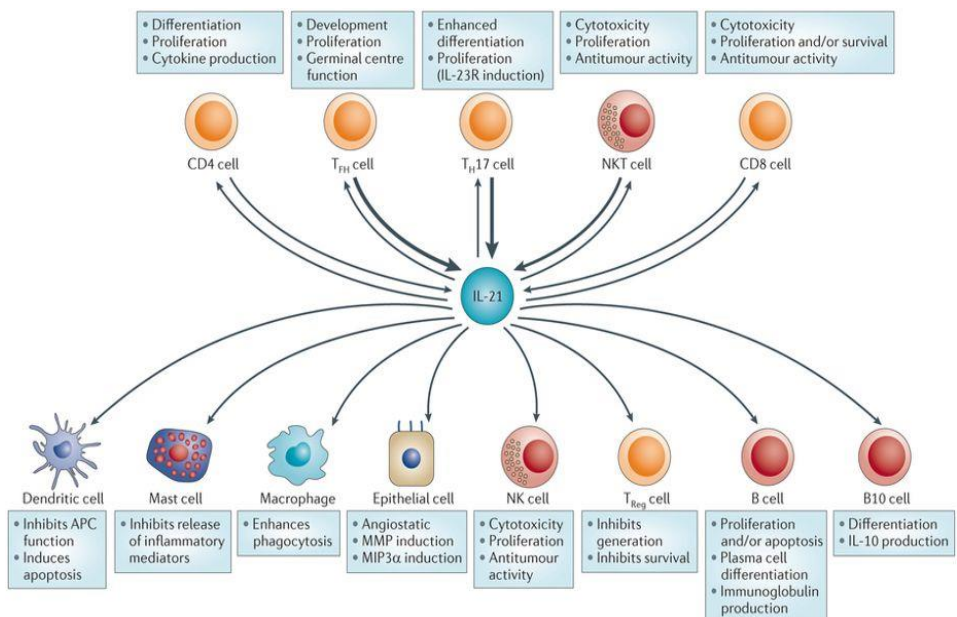 • Differentiation
• Proliferation
• Cytokine production
• Development
• Proliferation
• Germinal centre
function
• Enhanced
differentiation
• Proliferation
(IL-23R induction)
• Cytotoxicity
• Proliferation
• Antitumour activity
• Cytotoxicity
• Proliferation and/or survival
• Antitumour activity
CD4 cell
TFH cell
TH17 cell
NKT cell
CD8 cell
IL-21
Dendritic cell
Mast cell
Macrophage
Epithelial cell
NK cell
TReg cell
B cell
B10 cell
• Inhibits APC
function
• Induces
apoptosis
• Inhibits release
of inflammatory
mediators
• Enhances
phagocytosis
• Angiostatic
• MMP induction
• MIP3α induction
• Cytotoxicity
• Proliferation
• Antitumour
activity
• Inhibits
generation
• Inhibits survival
• Proliferation
and/or apoptosis
• Plasma cell
differentiation
• Immunoglobulin
production
• Differentiation
• IL-10 production